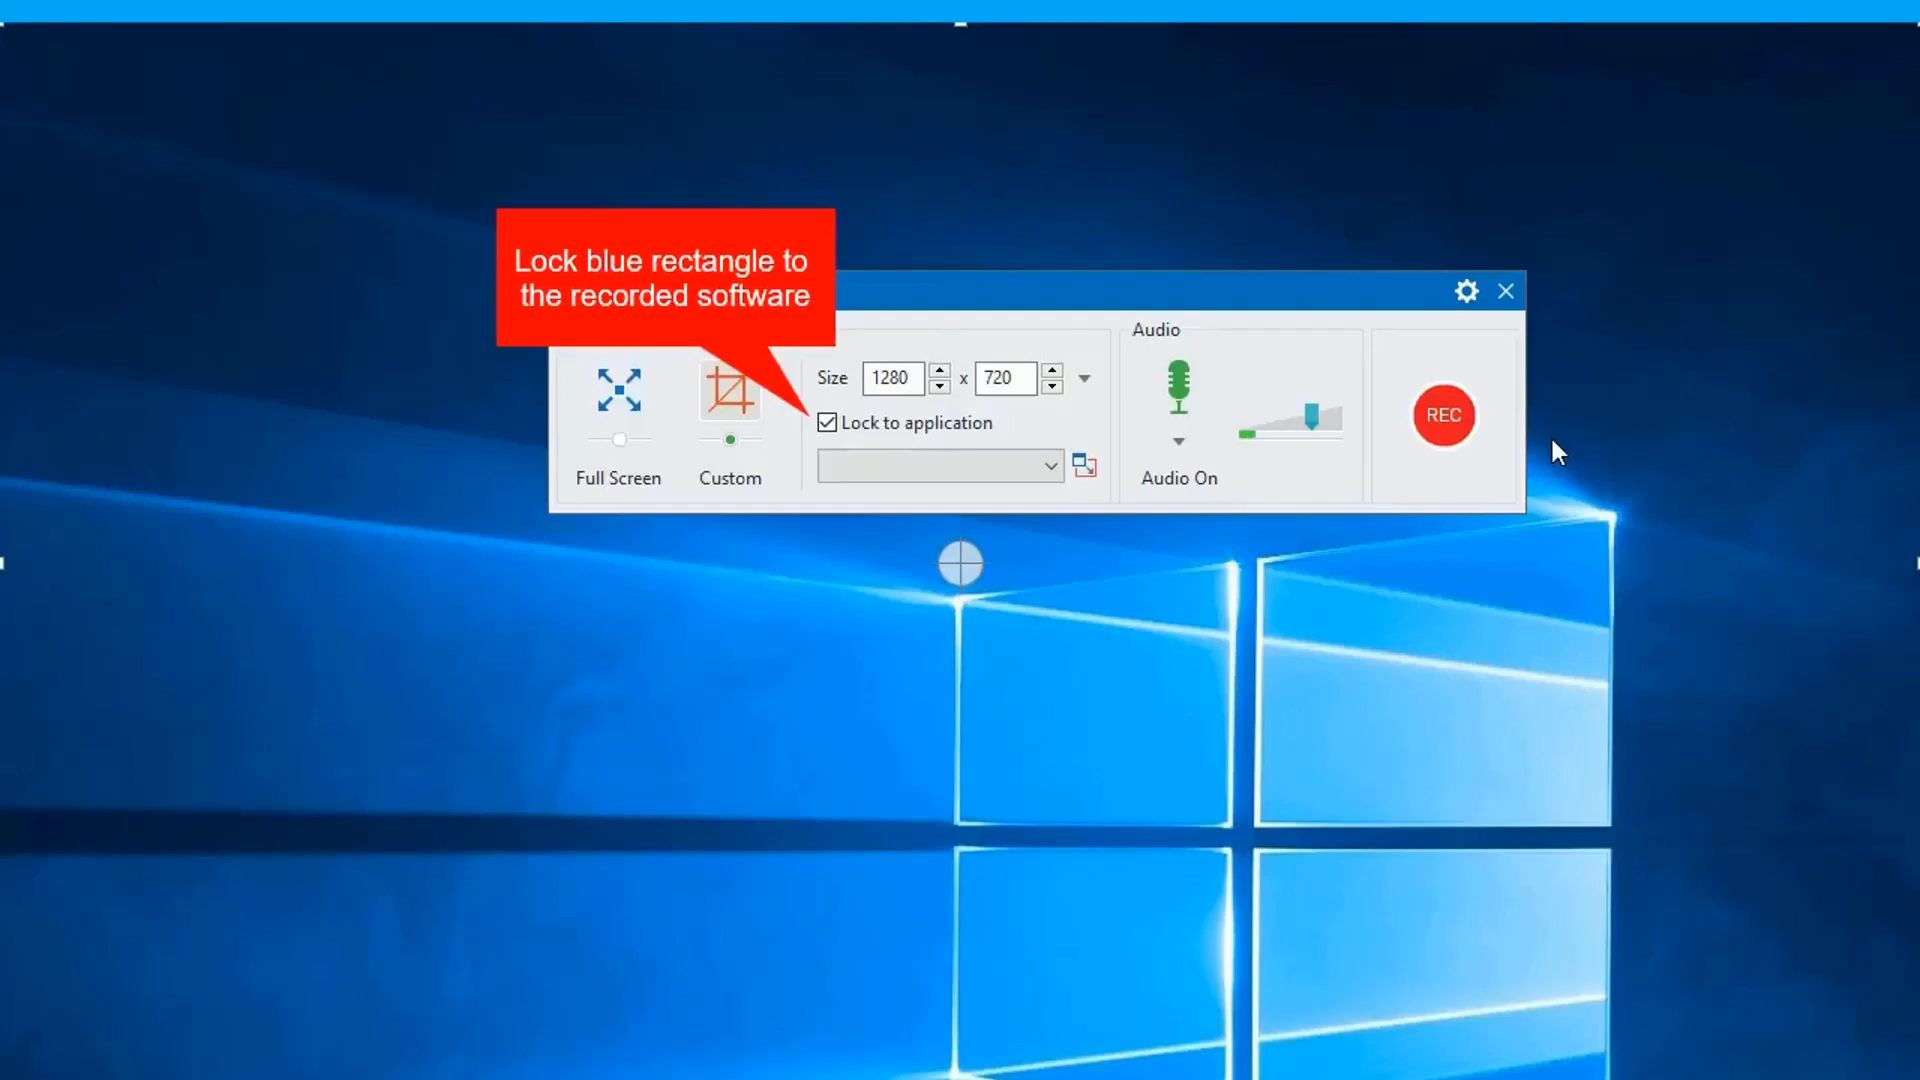 Lock blue rectangle to
the recorded software
Audio
Size 1280 x 720
Lock to application
REC
Full Screen
Custom
Audio On